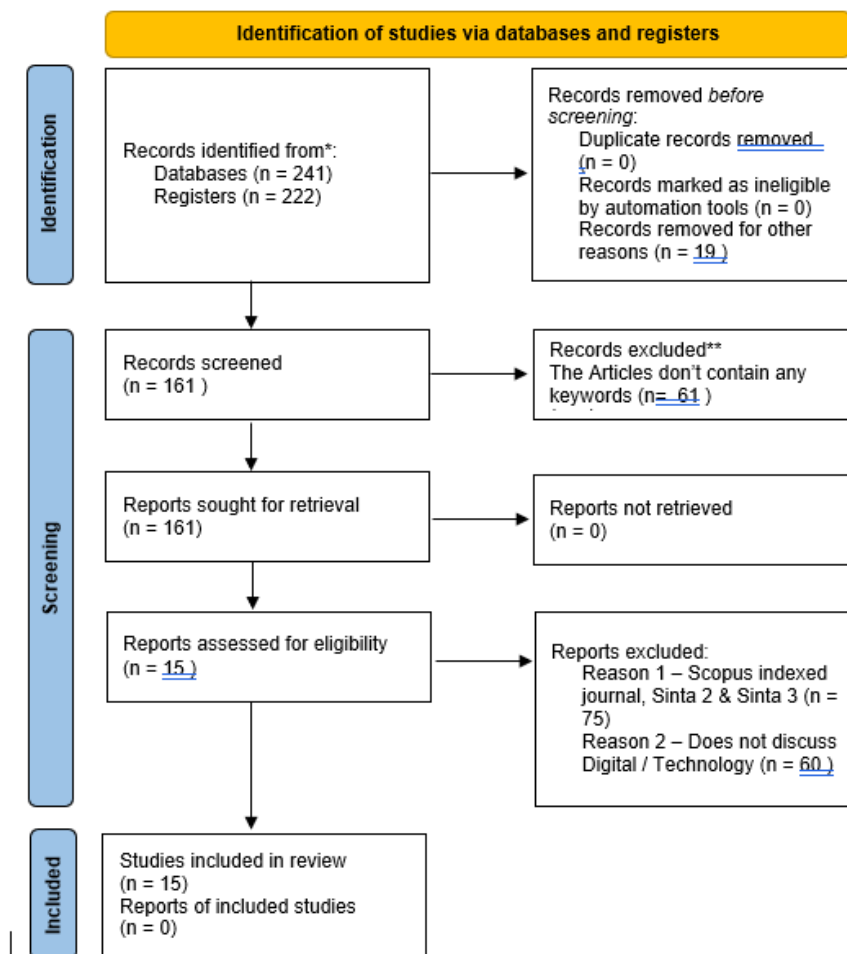 Identification of studies via databases and registers
Identification
Records identified from*:
Databases (n = 241)
Registers (n = 222)
Records removed before
screening:
Duplicate records removed
(n = 0)
Records marked as ineligible
by automation tools (n = 0)
Records removed for other
reasons (n = 19 )
Screening
Records screened
(n = 161 )
Records excluded**
The Articles don’t contain any
keywords (n= 61 )
Reports sought for retrieval
(n = 161)
Reports not retrieved
(n = 0)
Reports assessed for eligibility
(n = 15 )
Reports excluded:
Reason 1 – Scopus indexed
journal, Sinta 2 & Sinta 3 (n =
75)
Reason 2 – Does not discuss
Digital / Technology (n = 60 )
Included
Studies included in review
(n = 15)
Reports of included studies
(n = 0)